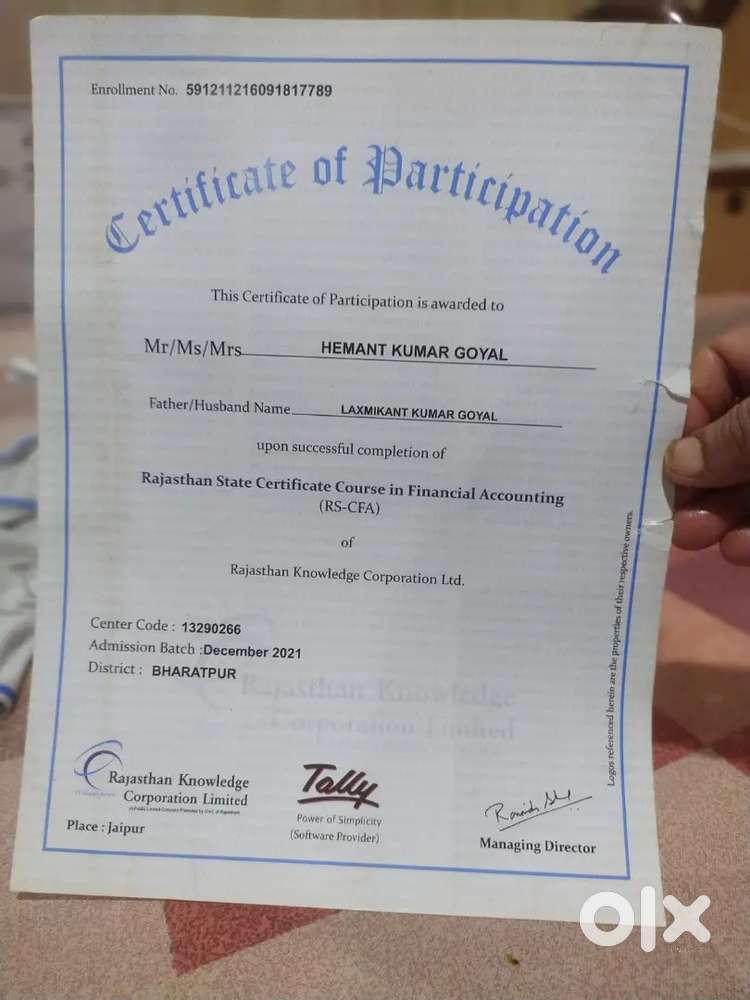 Enrollment No. 591211216091817789
Certificate of Participation
This Certificate of Participation is awarded to
Mr/Ms/Mrs HEMANT KUMAR GOYAL
Father/Husband Name LAXMIKANT KUMAR GOYAL
upon successful completion of
Rajasthan State Certificate Course in Financial Accounting
(RS-CFA)
of
Rajasthan Knowledge Corporation Ltd.
Center Code : 13290266
Admission Batch :December 2021
District : BHARATPUR
Rajasthan Knowledge
Corporation Limited
Logos referenced herein are the properties of their respective owners.
Rajasthan Knowledge
Corporation Limited
Place : Jaipur
Tally
Power of Simplicity
(Software Provider)
Managing Director
olx